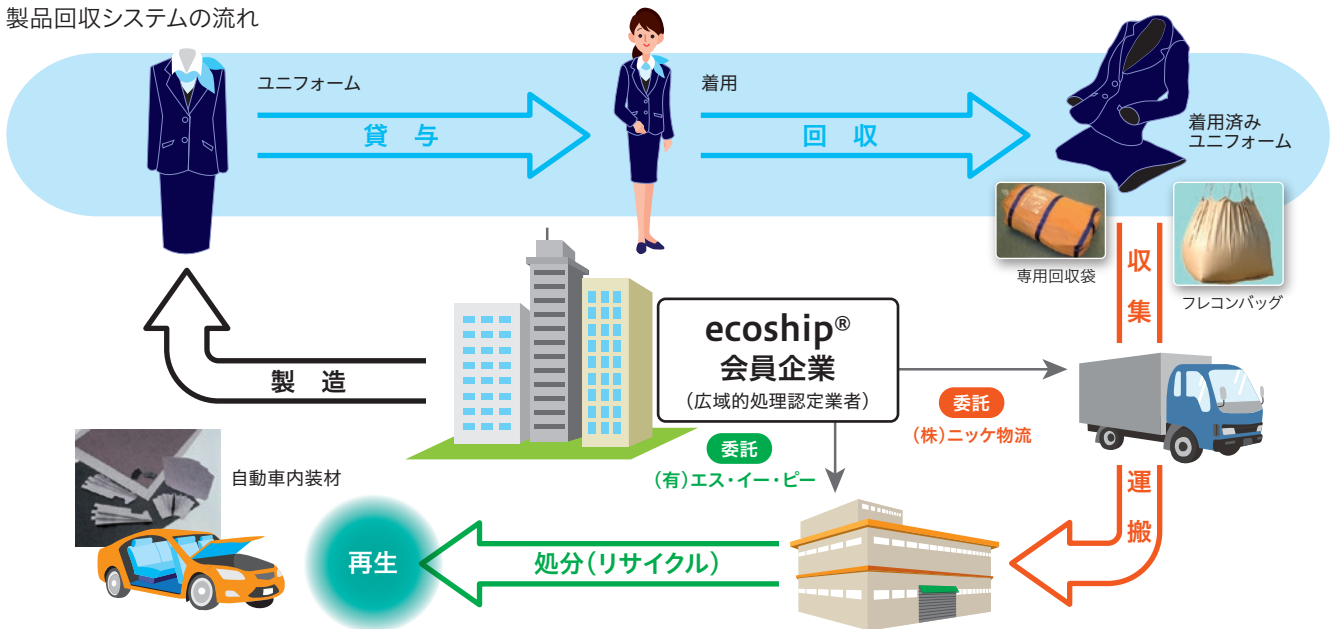 製品回収システムの流れ
ユニフォーム
貸 与
着用
回 収
着用済み
ユニフォーム
専用回収袋
フレコンバッグ
収
集
ecoship®
会員企業
(広域的処理認定業者)
製 造
委託
(株)ニッケ物流
委託
(有)エス・イー・ピー
運
搬
自動車内装材
再生
処分(リサイクル)